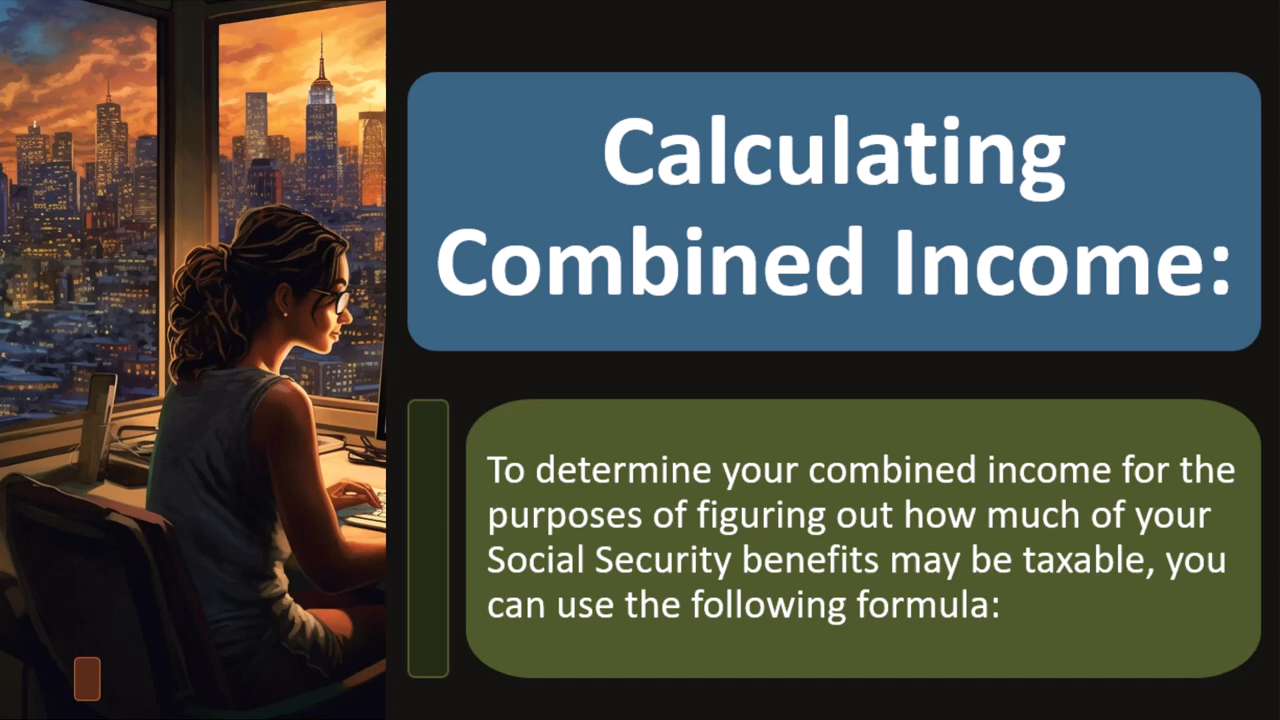 Calculating
Combined Income:
To determine your combined income for the
purposes of figuring out how much of your
Social Security benefits may be taxable, you
can use the following formula: